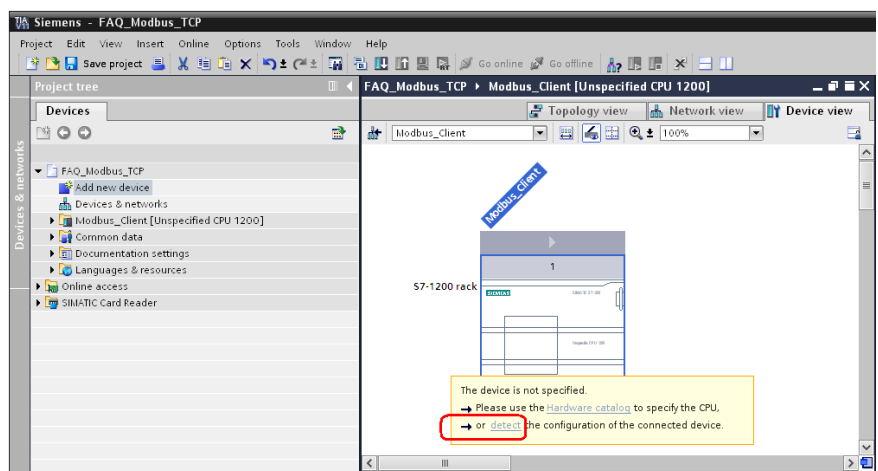 Siemens - FAQ_Modbus_TCP
Project Edit View Insert Online Options Tools Window Help
Save project Go online Go offline
Project tree
FAQ_Modbus_TCP Modbus_Client [Unspecified CPU 1200]
Devices
Topology view Network view Device view
Modbus_Client 100%
Devices & networks
FAQ_Modbus_TCP
Add new device
Devices & networks
Modbus_Client [Unspecified CPU 1200]
Common data
Documentation settings
Languages & resources
Online access
SIMATIC Card Reader
Modbus_Client
1
S7-1200 rack
SIEMENS
The device is not specified.
Please use the Hardware catalog to specify the CPU,
or detect the configuration of the connected device.